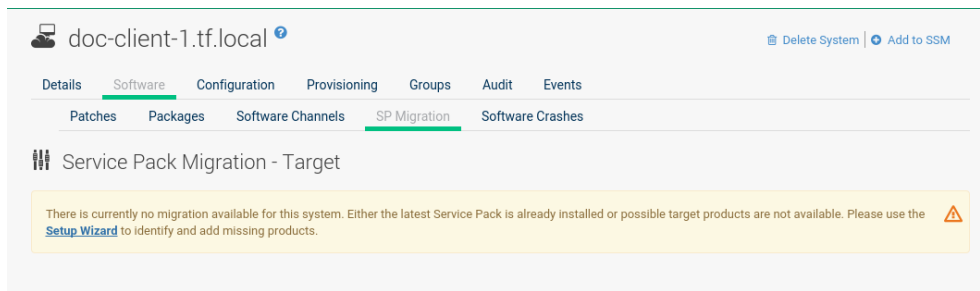 doc-client-1.tf.local ?
Delete System | Add to SSM
Details Software Configuration Provisioning Groups Audit Events
Patches Packages Software Channels SP Migration Software Crashes
Service Pack Migration - Target
There is currently no migration available for this system. Either the latest Service Pack is already installed or possible target products are not available. Please use the
Setup Wizard to identify and add missing products.